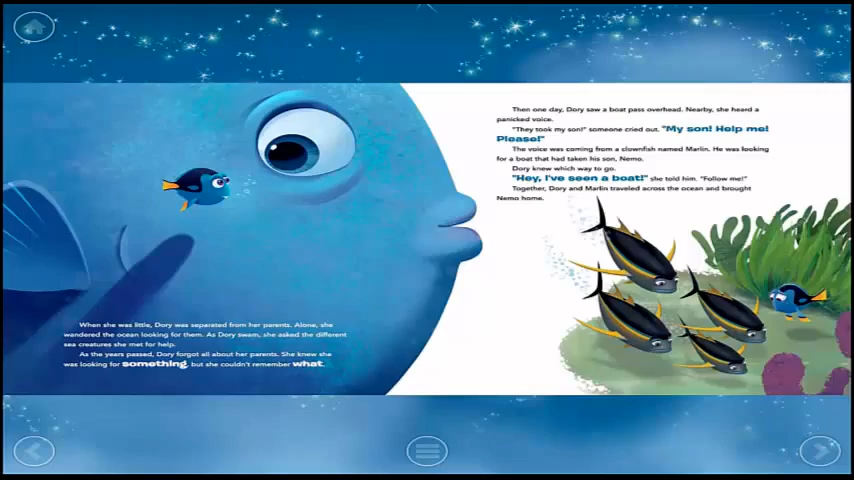 When she was little, Dory was separated from her parents. Alone, she
wandered the ocean looking for them. As Dory swam, she asked the different
sea creatures she met for help.
As the years passed, Dory forgot all about her parents. She knew she
was looking for something, but she couldn't remember what.
Then one day, Dory saw a boat pass overhead. Nearby, she heard a
panicked voice.
"They took my son!" someone cried out. "My son! Help me!
Please!"
The voice was coming from a clownfish named Marlin. He was looking
for a boat that had taken his son, Nemo.
Dory knew which way to go.
"Hey, I've seen a boat!" she told him. "Follow me!"
Together, Dory and Marlin traveled across the ocean and brought
Nemo home.